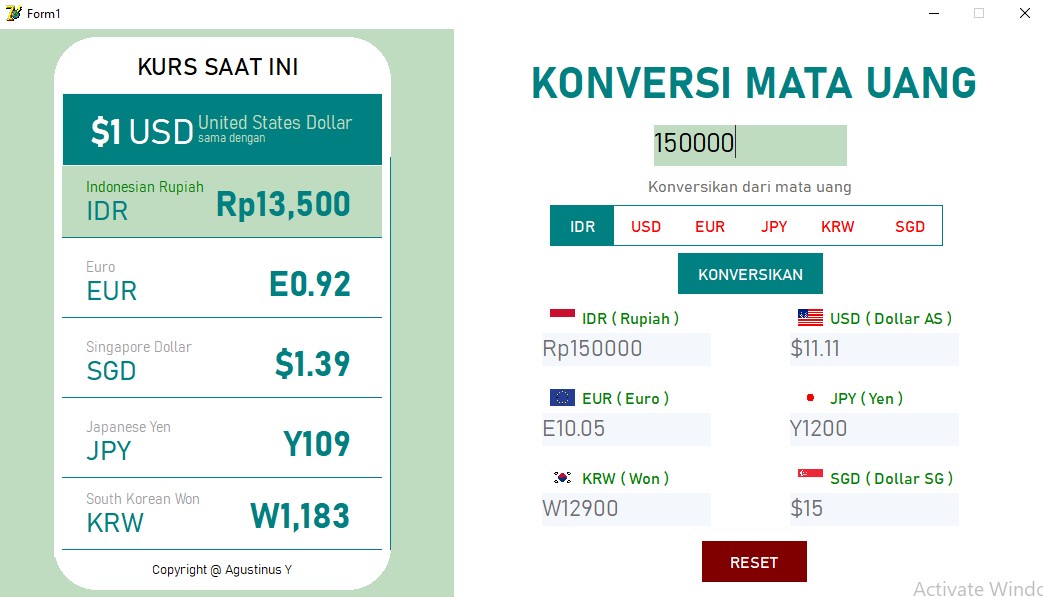 Form1
KURS SAAT INI
$1 USD United States Dollar
sama dengan
Indonesian Rupiah
IDR Rp13,500
Euro
EUR E0.92
Singapore Dollar
SGD $1.39
Japanese Yen
JPY Y109
South Korean Won
KRW W1,183
Copyright @ Agustinus Y
KONVERSI MATA UANG
150000
Konversikan dari mata uang
IDR USD EUR JPY KRW SGD
KONVERSIKAN
IDR ( Rupiah ) USD ( Dollar AS )
Rp150000 $11.11
EUR ( Euro ) JPY ( Yen )
E10.05 Y1200
KRW ( Won ) SGD ( Dollar SG )
W12900 $15
RESET
Activate Windo